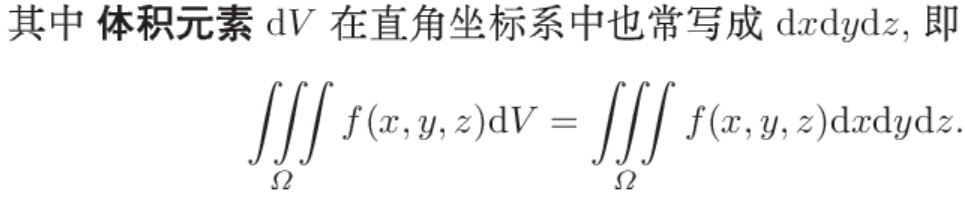 其中 体积元素 dV 在直角坐标系中也常写成 dxdydz, 即
∭_Ω f(x, y, z)dV = ∭_Ω f(x, y, z)dxdydz.